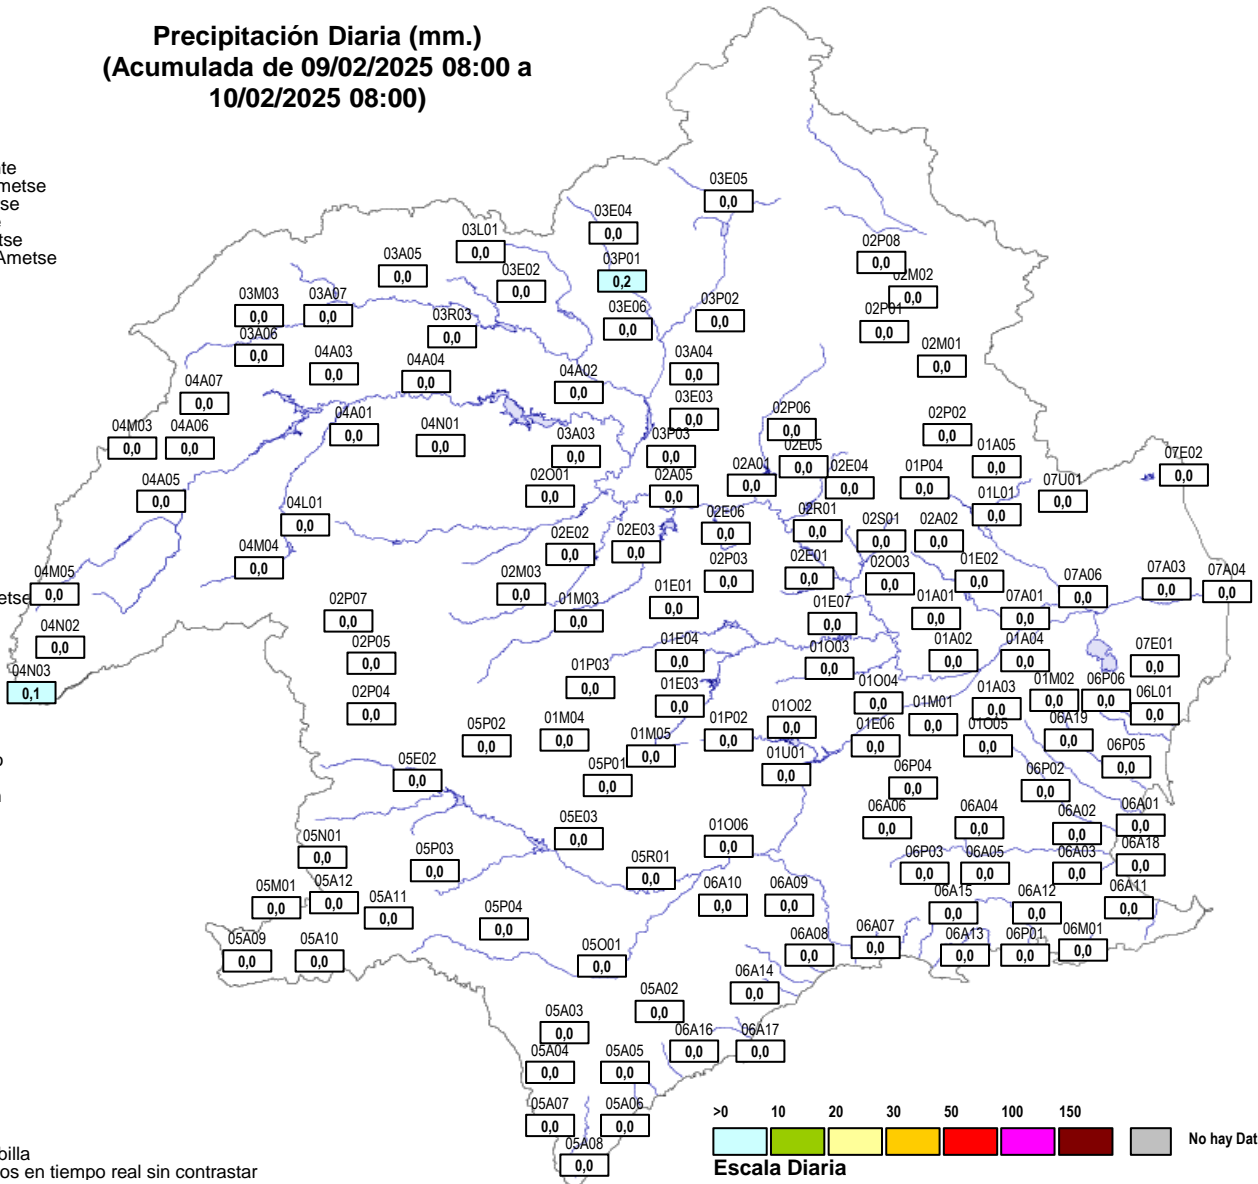 Precipitación Diaria (mm.)
(Acumulada de 09/02/2025 08:00 a
10/02/2025 08:00)
03E05
0,0
03E04
0,0
03L01
0,0
03P01
0,2
03A05
0,0
03E02
0,0
02P08
0,0
02M02
0,0
03M03
0,0
03A07
0,0
03R03
0,0
03E06
0,0
03P02
0,0
02P01
0,0
03A06
0,0
04A03
0,0
04A04
0,0
04A02
0,0
03A04
0,0
02M01
0,0
04A07
0,0
03E03
0,0
04M03
0,0
04A06
0,0
04A01
0,0
04N01
0,0
03A03
0,0
03P03
0,0
02P06
0,0
02P02
0,0
02E05
0,0
01A05
0,0
07E02
0,0
04A05
0,0
02O01
0,0
02A05
0,0
02A01
0,0
02E04
0,0
01P04
0,0
07U01
0,0
04L01
0,0
01L01
0,0
02R01
0,0
02E06
0,0
02S01
0,0
02A02
0,0
04M04
0,0
02E02
0,0
02E03
0,0
04M05
0,0
02M03
0,0
02P03
0,0
02E01
0,0
02O03
0,0
01E02
0,0
07A06
0,0
07A03
0,0
07A04
0,0
02P07
0,0
01M03
0,0
01E01
0,0
01E07
0,0
01A01
0,0
07A01
0,0
04N02
0,0
02P05
0,0
01E04
0,0
01O03
0,0
01A02
0,0
01A04
0,0
07E01
0,0
04N03
0,1
02P04
0,0
01P03
0,0
01E03
0,0
01O04
0,0
01A03
0,0
01M02
0,0
06P06
0,0
06L01
0,0
05P02
0,0
01M04
0,0
01M05
0,0
01P02
0,0
01O02
0,0
01E06
0,0
01M01
0,0
01O05
0,0
06A19
0,0
05E02
0,0
05P01
0,0
01U01
0,0
06P04
0,0
06P02
0,0
06P05
0,0
05N01
0,0
05P03
0,0
05E03
0,0
01O06
0,0
06A06
0,0
06A04
0,0
06A02
0,0
06A01
0,0
05R01
0,0
06P03
0,0
06A05
0,0
06A03
0,0
06A18
0,0
05M01
0,0
05A12
0,0
05A11
0,0
05P04
0,0
06A10
0,0
06A09
0,0
06A15
0,0
06A12
0,0
06A11
0,0
05A09
0,0
05A10
0,0
05O01
0,0
06A08
0,0
06A07
0,0
06A13
0,0
06P01
0,0
06M01
0,0
05A03
0,0
05A02
0,0
06A14
0,0
05A04
0,0
05A05
0,0
06A16
0,0
06A17
0,0
05A07
0,0
05A06
0,0
05A08
0,0
>0 10 20 30 50 100 150
No hay Dat
Escala Diaria
te
metse
se
tse
Ametse
etse
billa
os en tiempo real sin contrastar